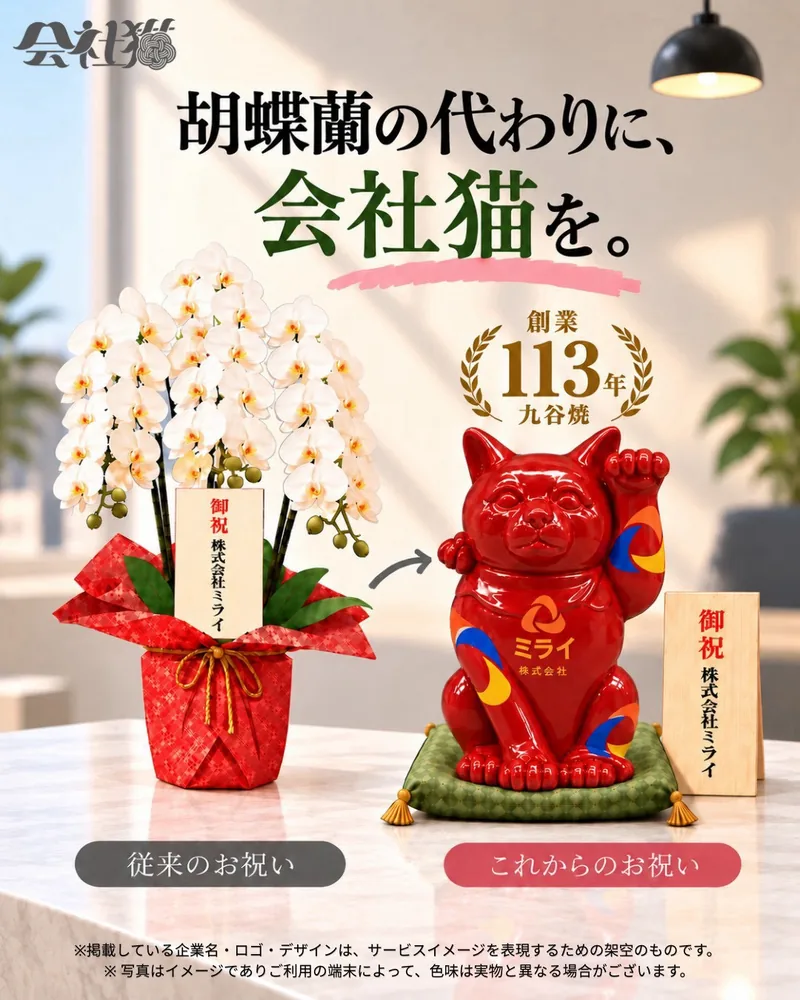 会社猫
胡蝶蘭の代わりに、
会社猫を。
創業
113年
九谷焼
御祝
株式会社ミライ
ミライ
株式会社
御祝
株式会社ミライ
従来のお祝い
これからのお祝い
※掲載している企業名・ロゴ・デザインは、サービスイメージを表現するための架空のものです。
※ 写真はイメージでありご利用の端末によって、色味は実物と異なる場合がございます。